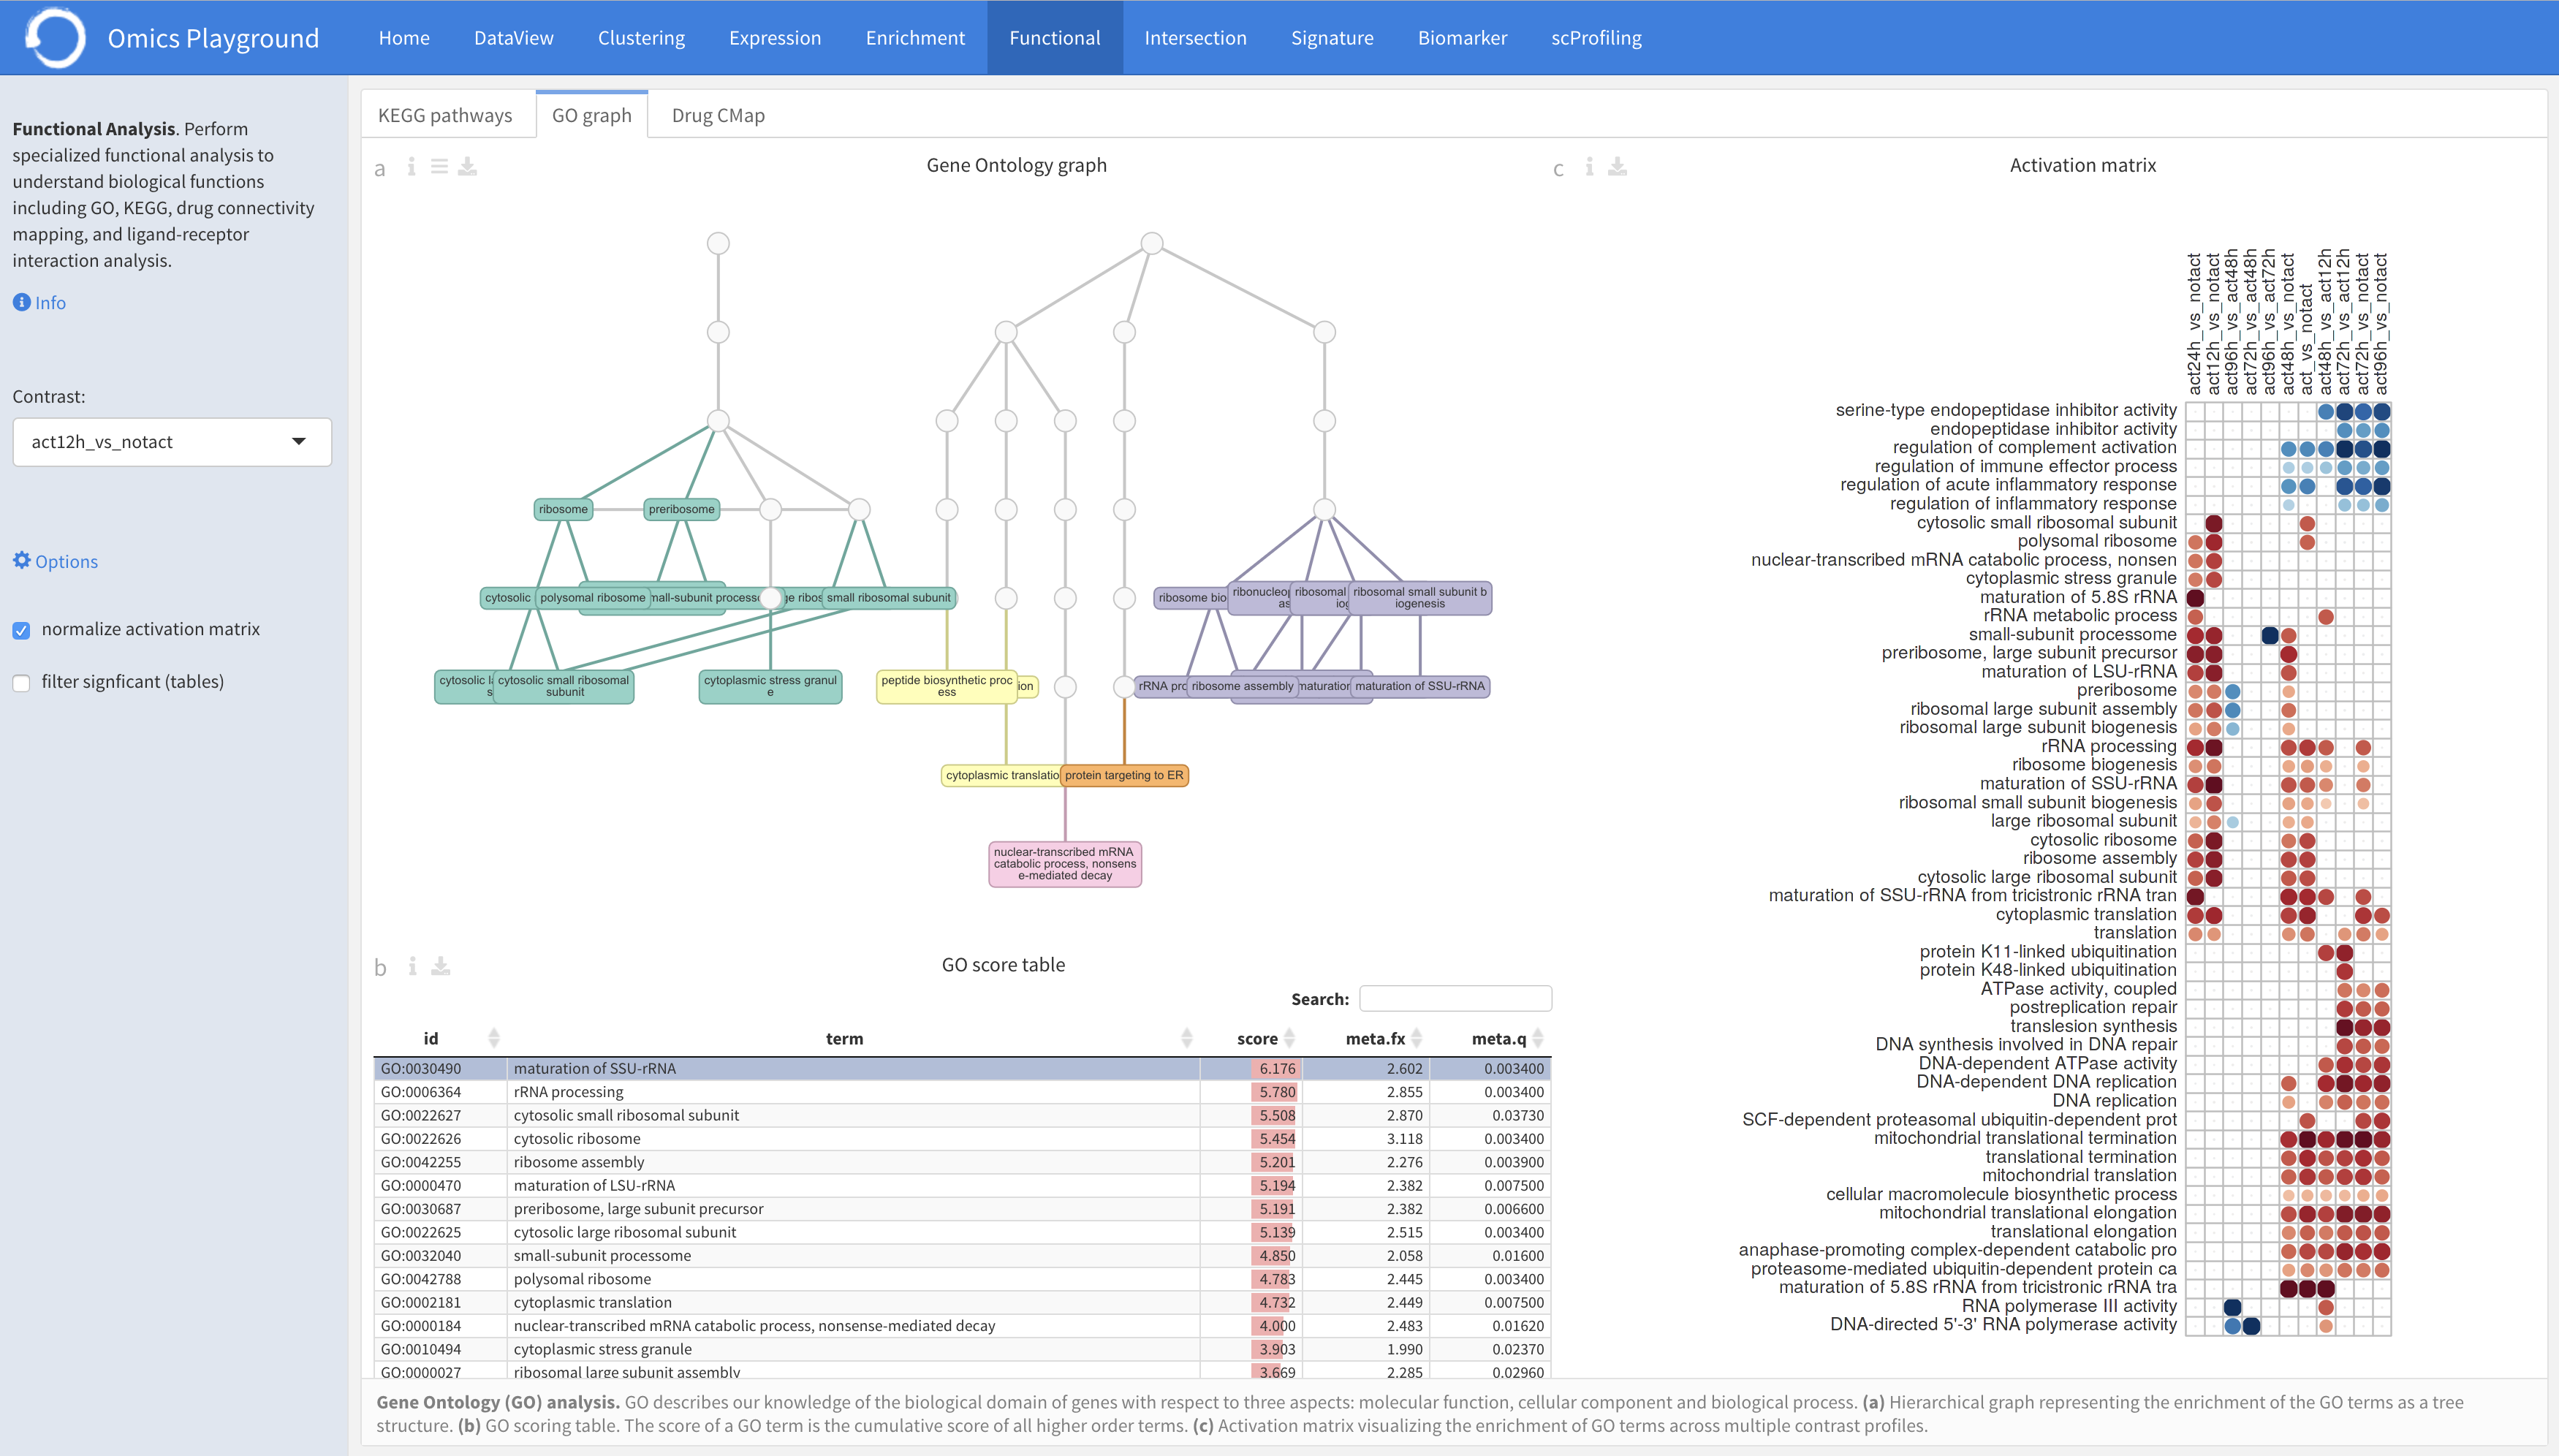 Omics Playground
Home DataView Clustering Expression Enrichment Functional Intersection Signature Biomarker scProfiling
Functional Analysis. Perform
specialized functional analysis to
understand biological functions
including GO, KEGG, drug connectivity
mapping, and ligand-receptor
interaction analysis.
Info
Contrast:
act12h_vs_notact
Options
normalize activation matrix
filter signficant (tables)
KEGG pathways GO graph Drug CMap
a Gene Ontology graph
ribosome preribosome
cytosolic polysomal ribosome mall-subunit process ge ribos small ribosomal subunit
ribosome bio ribonucleo ribosomal ribosomal small subunit b
as iog iogenesis
cytosolic cytosolic small ribosomal
s subunit
cytoplasmic stress granul
e
peptide biosynthetic proc ion
ess
rRNA pro ribosome assembly maturation maturation of SSU-rRNA
cytoplasmic translatio protein targeting to ER
nuclear-transcribed mRNA
catabolic process, nonsens
e-mediated decay
b GO score table
Search:
id term score meta.fx meta.q
GO:0030490 maturation of SSU-rRNA 6.176 2.602 0.003400
GO:0006364 rRNA processing 5.780 2.855 0.003400
GO:0022627 cytosolic small ribosomal subunit 5.508 2.870 0.03730
GO:0022626 cytosolic ribosome 5.454 3.118 0.003400
GO:0042255 ribosome assembly 5.201 2.276 0.003900
GO:0000470 maturation of LSU-rRNA 5.194 2.382 0.007500
GO:0030687 preribosome, large subunit precursor 5.191 2.382 0.006600
GO:0022625 cytosolic large ribosomal subunit 5.139 2.515 0.003400
GO:0032040 small-subunit processome 4.850 2.058 0.01600
GO:0042788 polysomal ribosome 4.783 2.445 0.003400
GO:0002181 cytoplasmic translation 4.732 2.449 0.007500
GO:0000184 nuclear-transcribed mRNA catabolic process, nonsense-mediated decay 4.000 2.483 0.01620
GO:0010494 cytoplasmic stress granule 3.903 1.990 0.02370
GO:0000027 ribosomal large subunit assembly 3.669 2.285 0.02960
c Activation matrix
act24h_vs_notact
act12h_vs_notact
act96h_vs_act48h
act72h_vs_act48h
act96h_vs_act72h
act48h_vs_notact
act_vs_notact
act48h_vs_act12h
act72h_vs_act12h
act72h_vs_notact
act96h_vs_notact
serine-type endopeptidase inhibitor activity
endopeptidase inhibitor activity
regulation of complement activation
regulation of immune effector process
regulation of acute inflammatory response
regulation of inflammatory response
cytosolic small ribosomal subunit
polysomal ribosome
nuclear-transcribed mRNA catabolic process, nonsen
cytoplasmic stress granule
maturation of 5.8S rRNA
rRNA metabolic process
small-subunit processome
preribosome, large subunit precursor
maturation of LSU-rRNA
preribosome
ribosomal large subunit assembly
ribosomal large subunit biogenesis
rRNA processing
ribosome biogenesis
maturation of SSU-rRNA
ribosomal small subunit biogenesis
large ribosomal subunit
cytosolic ribosome
ribosome assembly
cytosolic large ribosomal subunit
maturation of SSU-rRNA from tricistronic rRNA tran
cytoplasmic translation
translation
protein K11-linked ubiquitination
protein K48-linked ubiquitination
ATPase activity, coupled
postreplication repair
translesion synthesis
DNA synthesis involved in DNA repair
DNA-dependent ATPase activity
DNA-dependent DNA replication
DNA replication
SCF-dependent proteasomal ubiquitin-dependent prot
mitochondrial translational termination
translational termination
mitochondrial translation
cellular macromolecule biosynthetic process
mitochondrial translational elongation
translational elongation
anaphase-promoting complex-dependent catabolic pro
proteasome-mediated ubiquitin-dependent protein ca
maturation of 5.8S rRNA from tricistronic rRNA tra
RNA polymerase III activity
DNA-directed 5'-3' RNA polymerase activity
Gene Ontology (GO) analysis. GO describes our knowledge of the biological domain of genes with respect to three aspects: molecular function, cellular component and biological process. (a) Hierarchical graph representing the enrichment of the GO terms as a tree
structure. (b) GO scoring table. The score of a GO term is the cumulative score of all higher order terms. (c) Activation matrix visualizing the enrichment of GO terms across multiple contrast profiles.